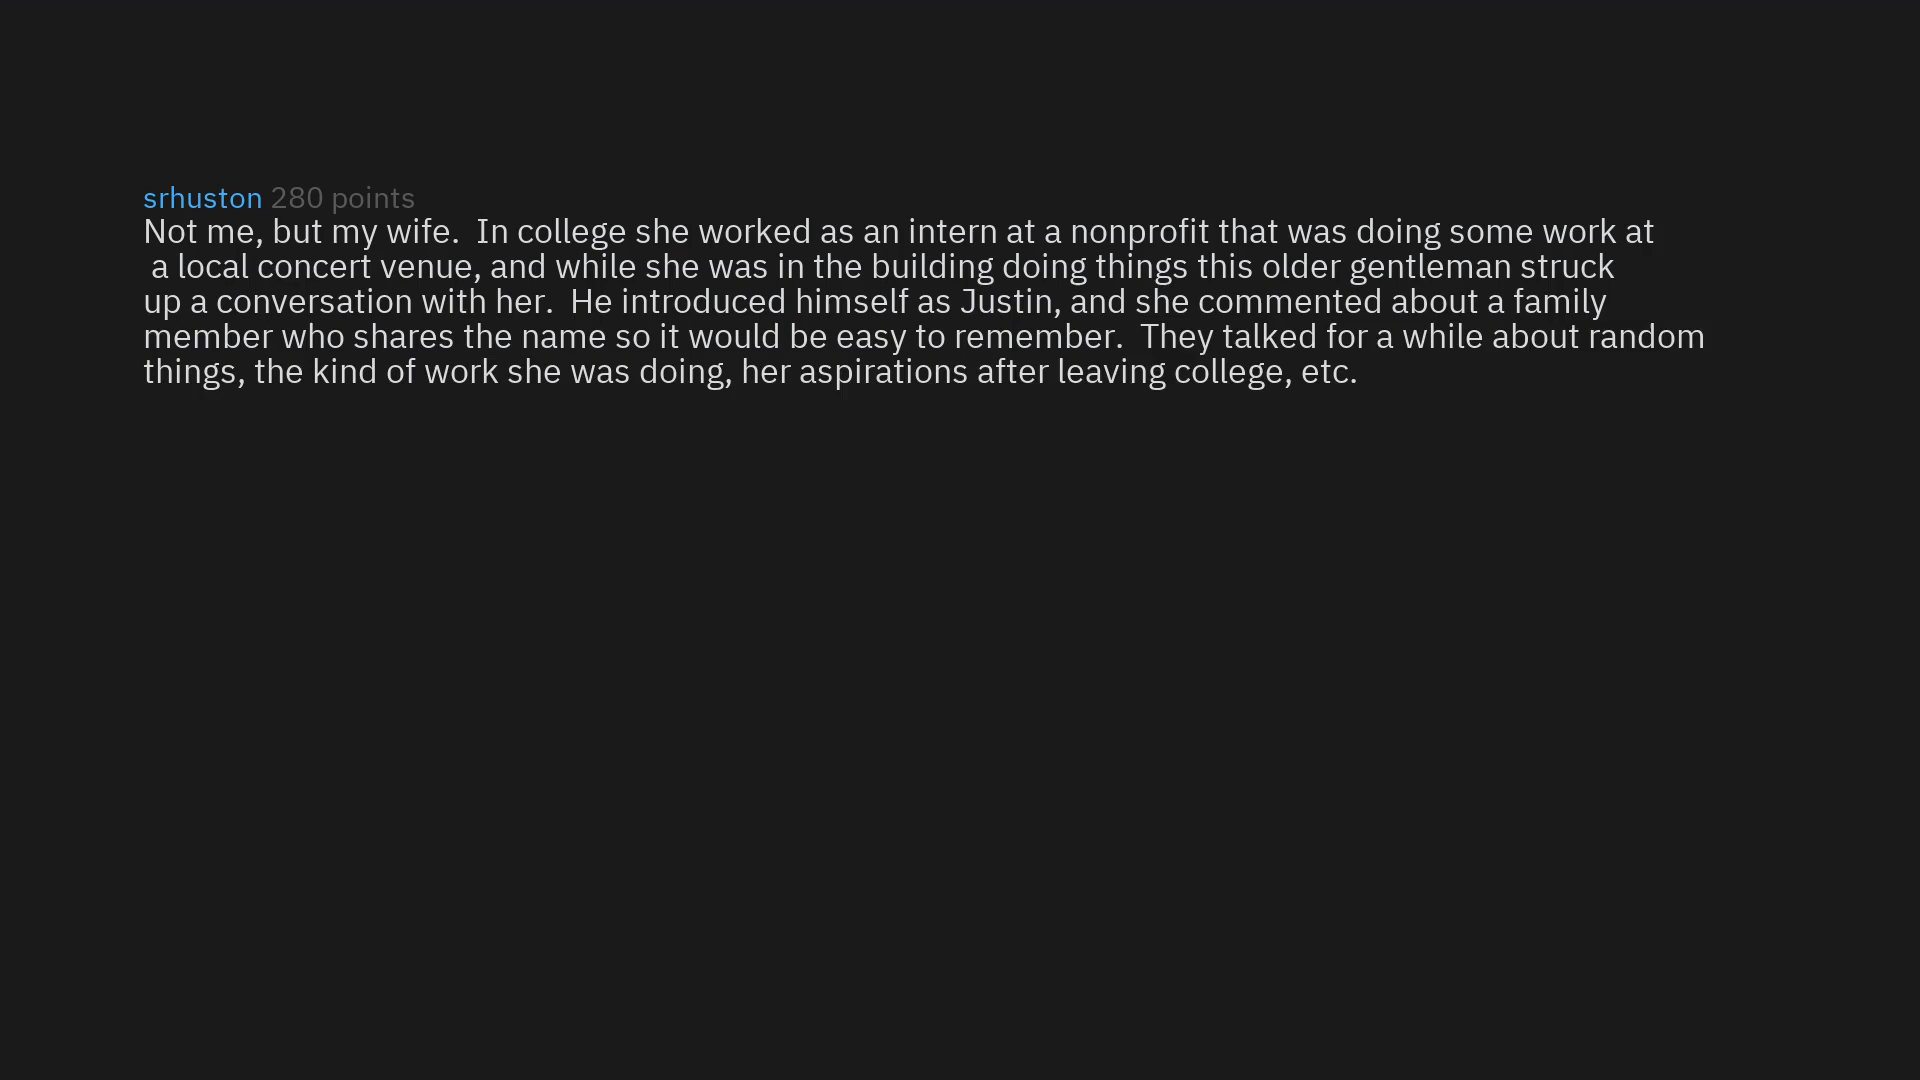 srhuston 280 points
Not me, but my wife.  In college she worked as an intern at a nonprofit that was doing some work at
a local concert venue, and while she was in the building doing things this older gentleman struck
up a conversation with her.  He introduced himself as Justin, and she commented about a family
member who shares the name so it would be easy to remember.  They talked for a while about random
things, the kind of work she was doing, her aspirations after leaving college, etc.